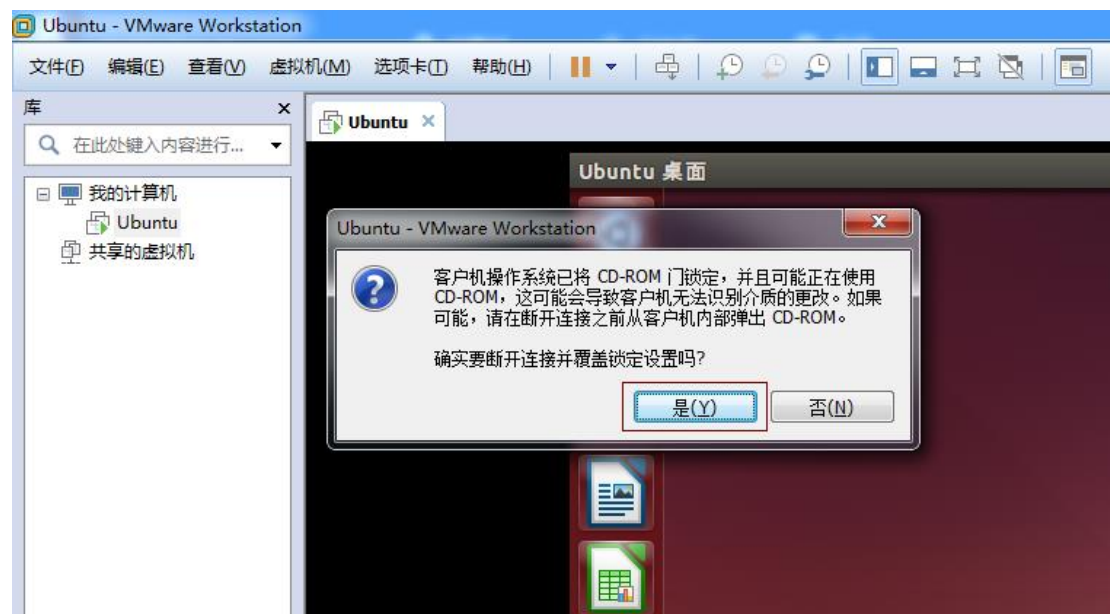 Ubuntu - VMware Workstation
文件(F) 编辑(E) 查看(V) 虚拟机(M) 选项卡(T) 帮助(H)
库
Ubuntu
在此处键入内容进行...
Ubuntu 桌面
我的计算机
Ubuntu
共享的虚拟机
Ubuntu - VMware Workstation
客户机操作系统已将 CD-ROM 门锁定，并且可能正在使用
CD-ROM，这可能会导致客户机无法识别介质的更改。如果
可能，请在断开连接之前从客户机内部弹出 CD-ROM。
确实要断开连接并覆盖锁定设置吗?
是(Y) 否(N)